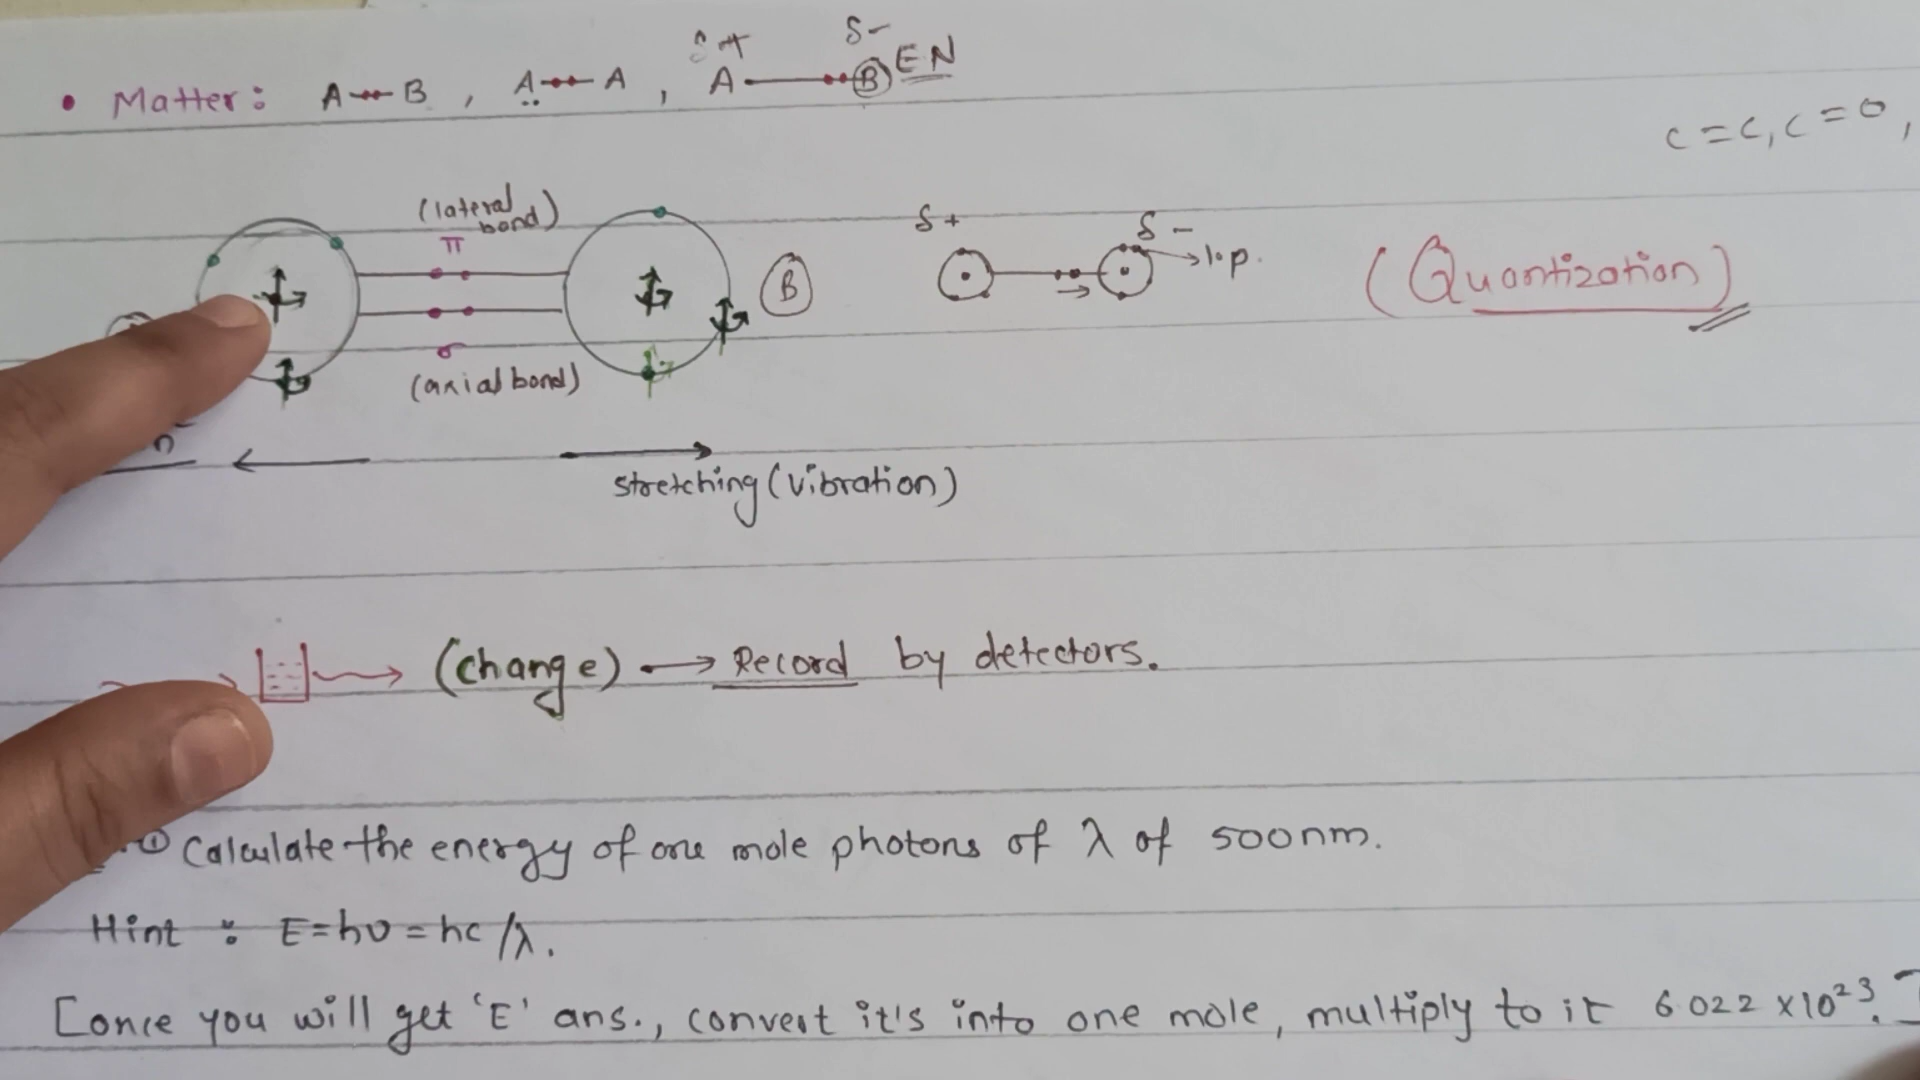 • Matter: A—B , A—A , A—B EN
δ+ δ-
C=C, C=O,
(lateral bond)
π
B
δ+ δ-
l.p.
(Quantization)
σ
(axial bond)
stretching (vibration)
(change) → Record by detectors.
① Calculate the energy of one mole photons of λ of 500nm.
Hint : E=hυ = hc/λ.
[once you will get 'E' ans., convert it's into one mole, multiply to it 6.022 x10²³.]